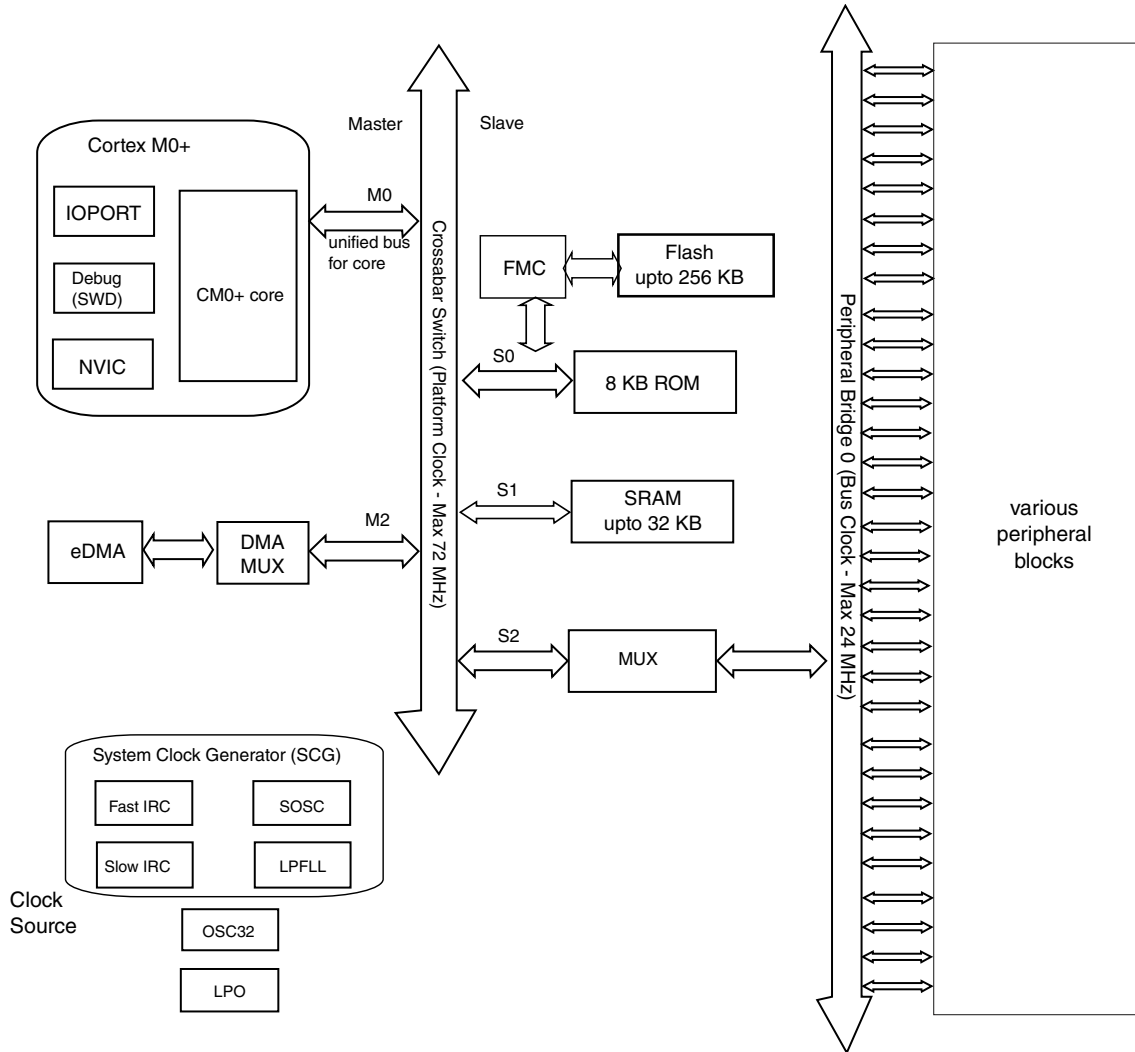 Master
Slave
Cortex M0+
IOPORT
Debug
(SWD)
NVIC
CM0+ core
M0
unified bus
for core
Crossabar Switch (Platform Clock - Max 72 MHz)
FMC
Flash
upto 256 KB
S0
8 KB ROM
S1
SRAM
upto 32 KB
eDMA
DMA
MUX
M2
S2
MUX
Peripheral Bridge 0 (Bus Clock - Max 24 MHz)
various
peripheral
blocks
System Clock Generator (SCG)
Fast IRC
SOSC
Slow IRC
LPFLL
Clock
Source
OSC32
LPO